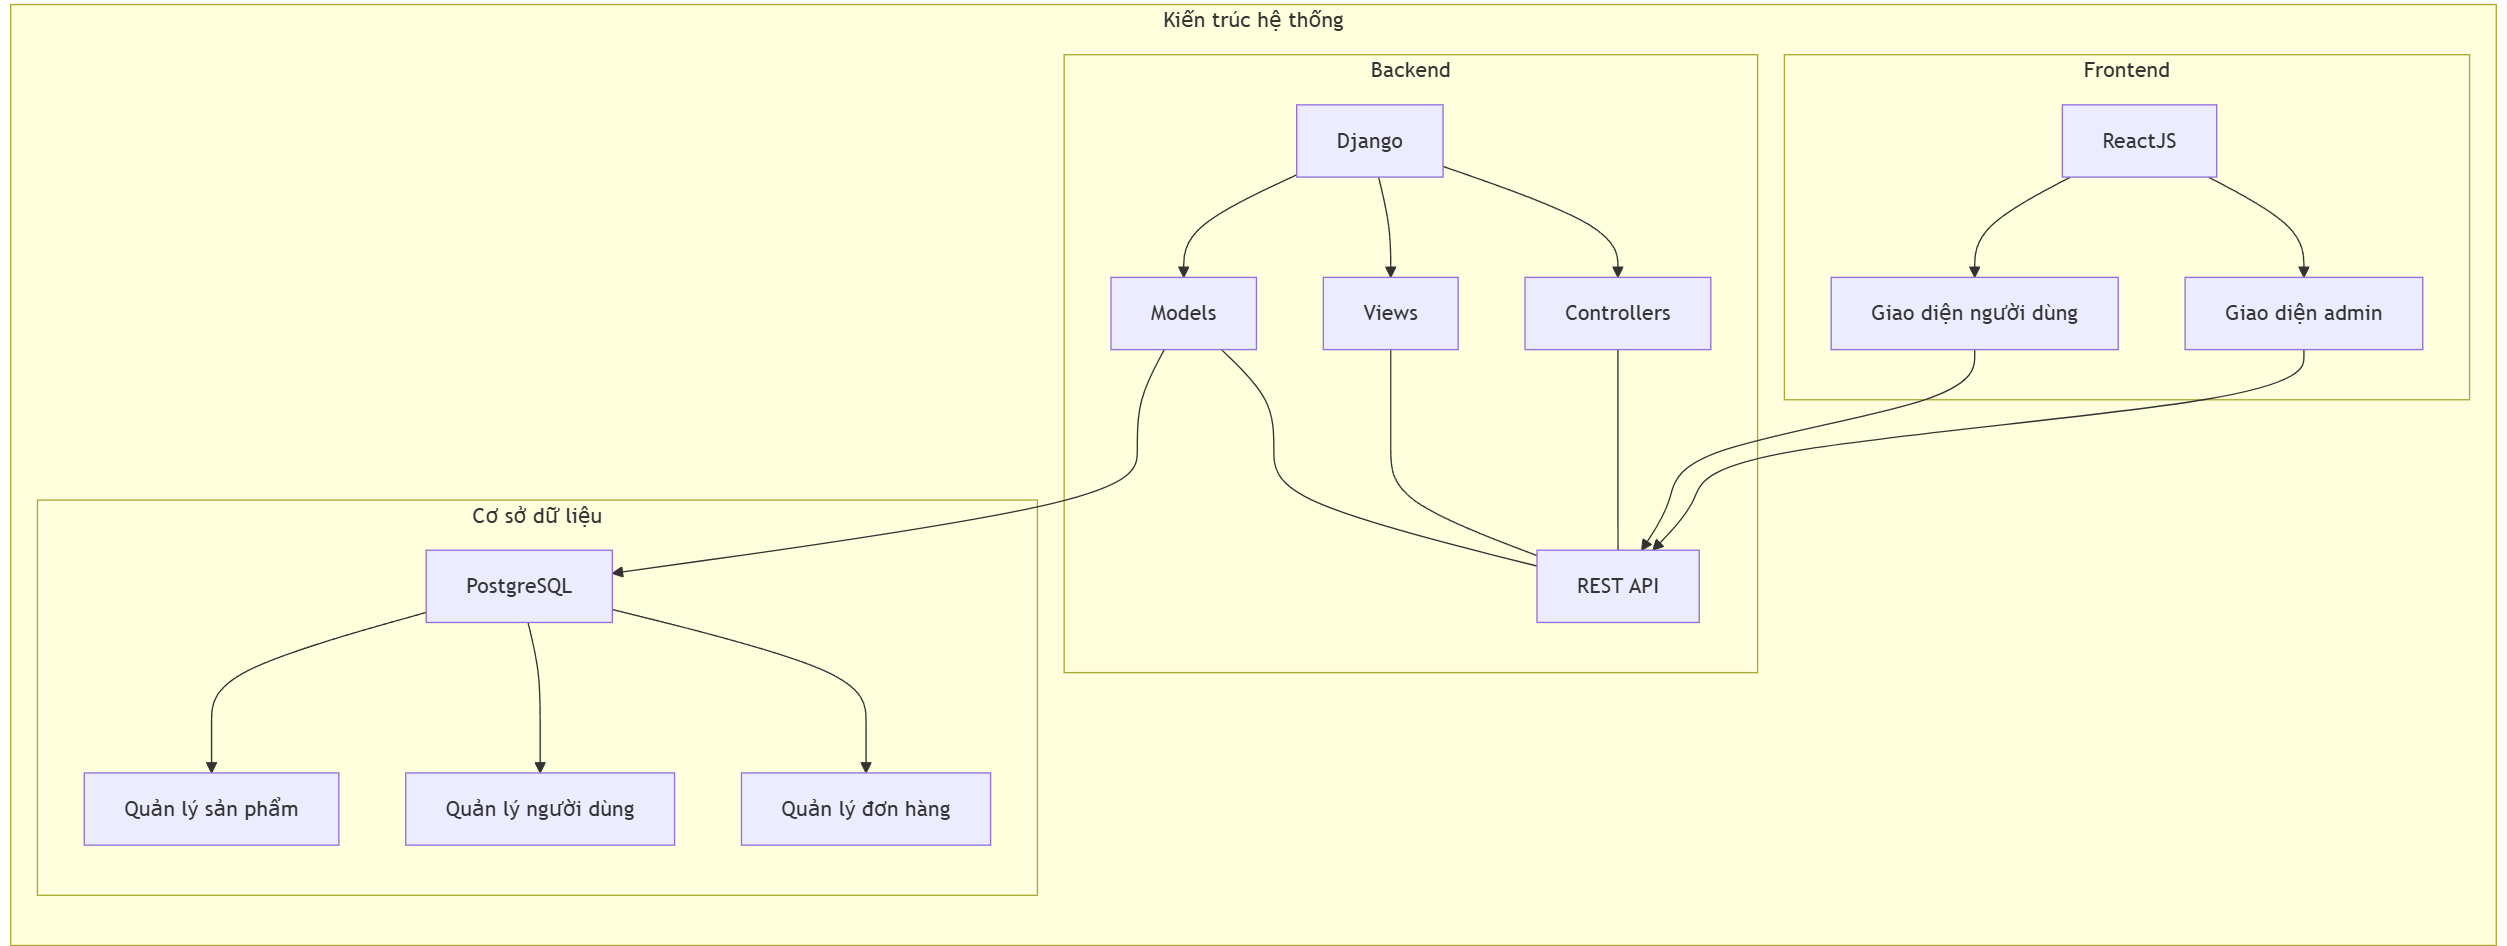 Kiến trúc hệ thống
Backend
Frontend
Django
ReactJS
Models
Views
Controllers
Giao diện người dùng
Giao diện admin
Cơ sở dữ liệu
PostgreSQL
REST API
Quản lý sản phẩm
Quản lý người dùng
Quản lý đơn hàng